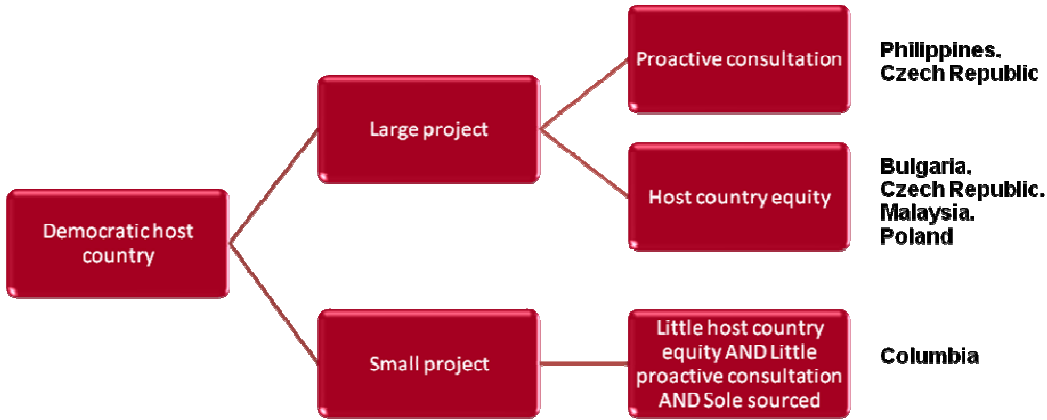 Proactive consultation
Philippines.
Czech Republic
Large project
Host country equity
Bulgaria.
Czech Republic.
Malaysia.
Poland
Democratic host
country
Small project
Little host country
equity AND Little
proactive consultation
AND Sole sourced
Columbia